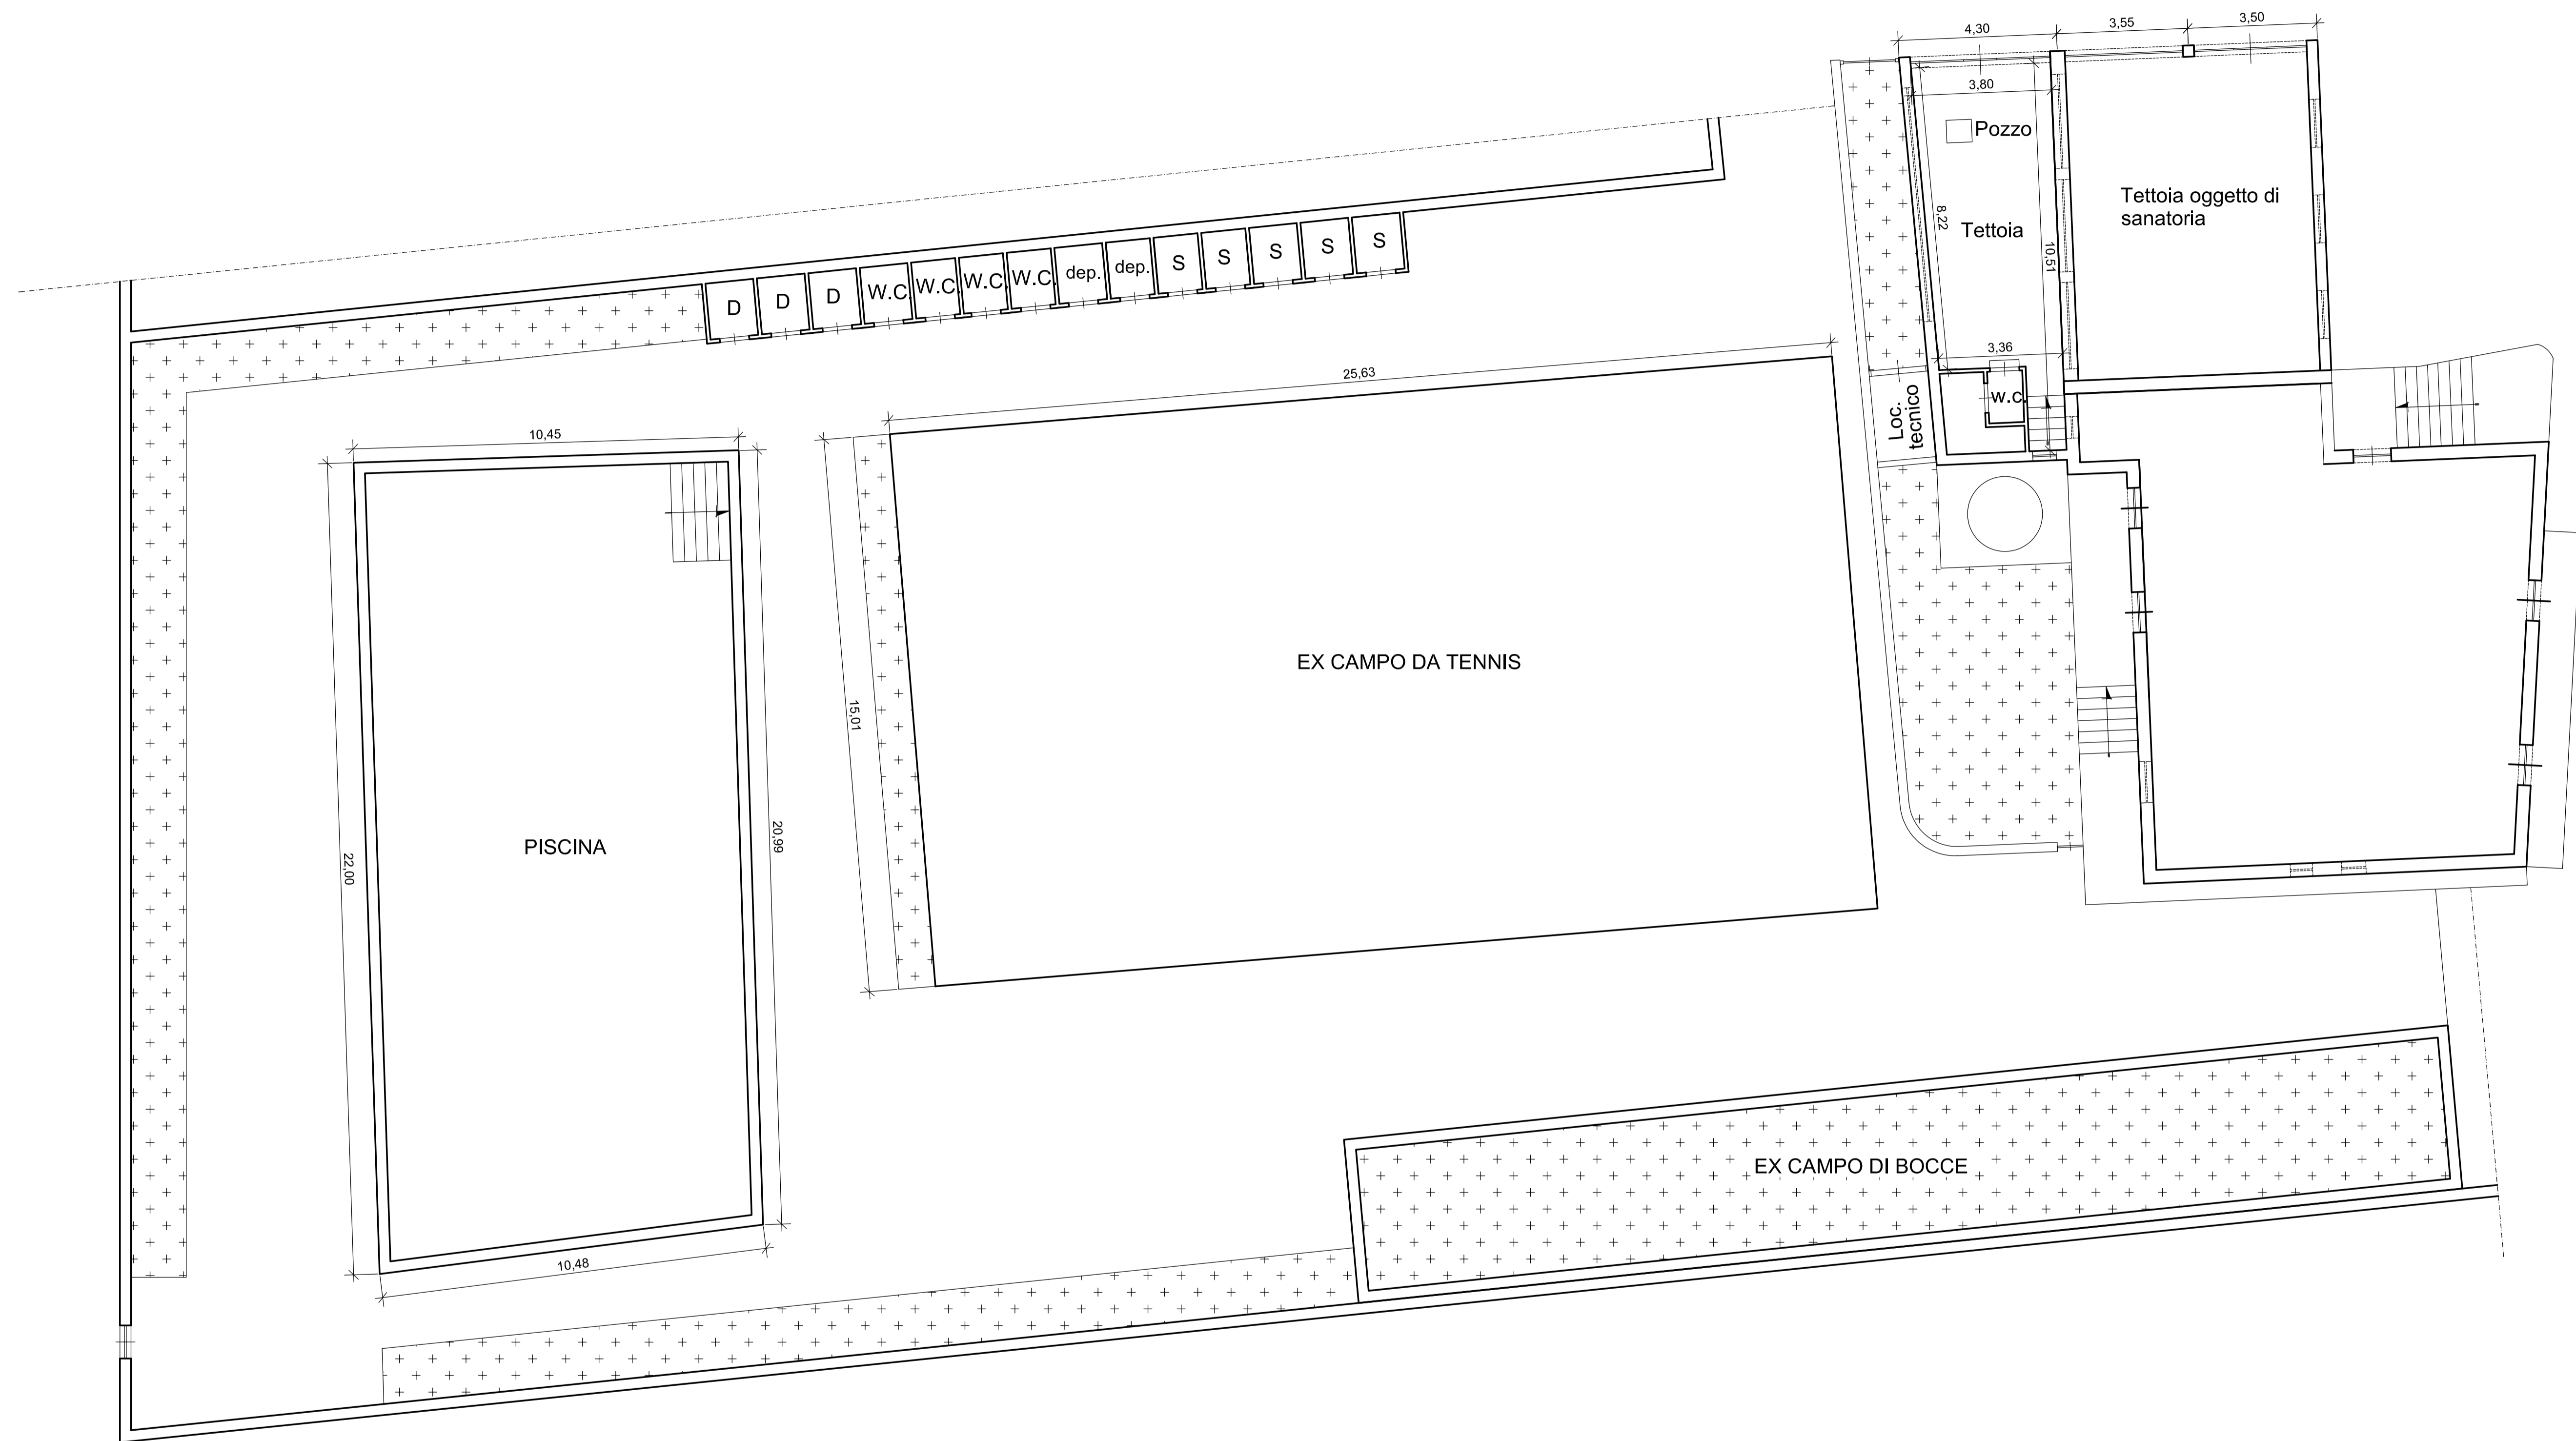 4,30
3,55
3,50
3,80
Pozzo
8,22
Tettoia
10,51
Tettoia oggetto di
sanatoria
3,36
w.c.
Loc.
tecnico
D
D
D
W.C.
W.C.
W.C.
W.C.
dep.
dep.
S
S
S
S
S
25,63
10,45
15,01
EX CAMPO DA TENNIS
PISCINA
22,00
20,99
10,48
EX CAMPO DI BOCCE